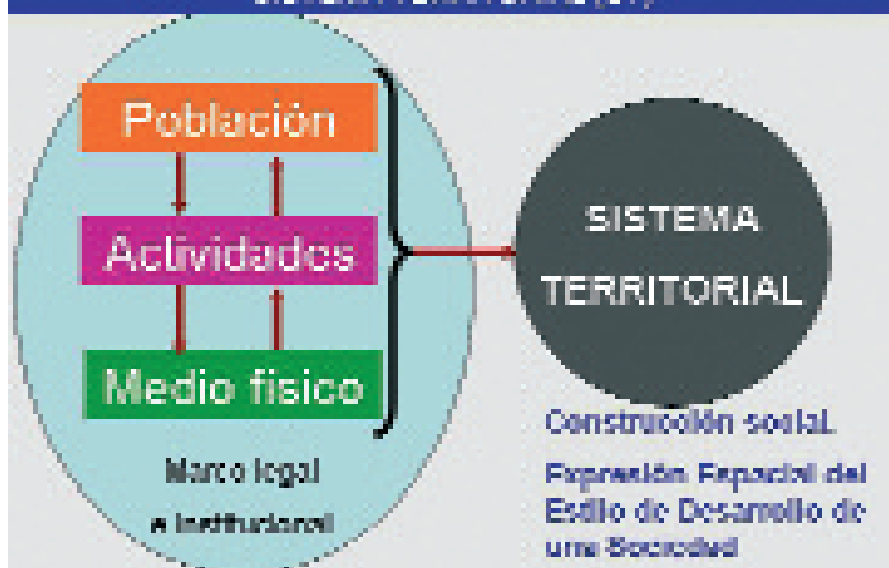 Población
Actividades
Medio físico
Marco legal
e institucional
SISTEMA
TERRITORIAL
Construcción social.
Expresión Espacial del
Estilo de Desarrollo de
una Sociedad